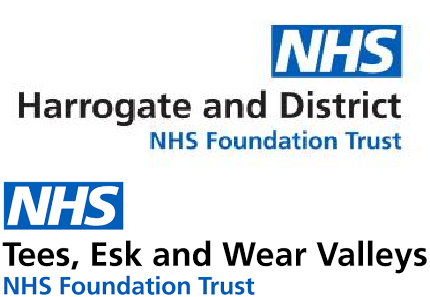 NHS
Harrogate and District
NHS Foundation Trust
NHS
Tees, Esk and Wear Valleys
NHS Foundation Trust